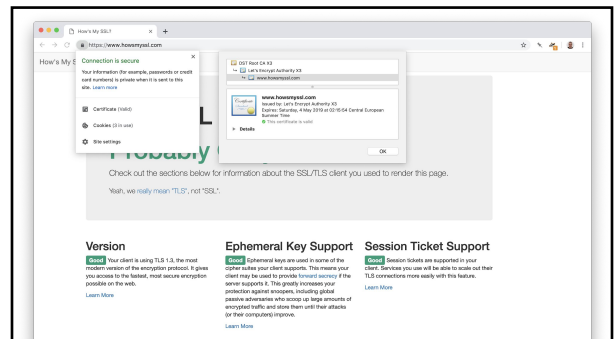 How's My SSL?
https://www.howsmyssl.com
How's My S
Connection is secure
Your information (for example, passwords or credit
card numbers) is private when it is sent to this
site. Learn more
Certificate (Valid)
Cookies (3 in use)
Site settings
DST Root CA X3
Let's Encrypt Authority X3
www.howsmyssl.com
Certificate
www.howsmyssl.com
Issued by: Let's Encrypt Authority X3
Expires: Saturday, 4 May 2019 at 02:15:54 Central European
Summer Time
This certificate is valid
Details
OK
L
Probably
Check out the sections below for information about the SSL/TLS client you used to render this page.
Yeah, we really mean "TLS", not "SSL".
Version
Good Your client is using TLS 1.3, the most
modern version of the encryption protocol. It gives
you access to the fastest, most secure encryption
possible on the web.
Learn More
Ephemeral Key Support
Good Ephemeral keys are used in some of the
cipher suites your client supports. This means your
client may be used to provide forward secrecy if the
server supports it. This greatly increases your
protection against snoopers, including global
passive adversaries who scoop up large amounts of
encrypted traffic and store them until their attacks
(or their computers) improve.
Learn More
Session Ticket Support
Good Session tickets are supported in your
client. Services you use will be able to scale out their
TLS connections more easily with this feature.
Learn More